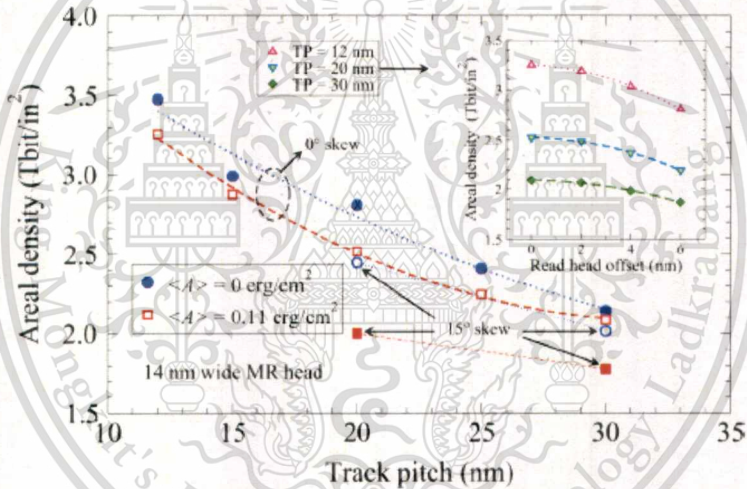 4.0
3.5
3.0
2.5
2.0
1.5
10
15
20
25
30
35
Track pitch (nm)
Areal density (Tbit/in²)
TP = 12 nm
TP = 20 nm
TP = 30 nm
0° skew
<A> = 0 erg/cm²
<A> = 0.11 erg/cm²
15° skew
14 nm wide MR head
3.5
3
2.5
2
1.5
0
2
4
6
Read head offset (nm)
Areal density (Tbit/in²)
King Mongkut's
Ladkrabang